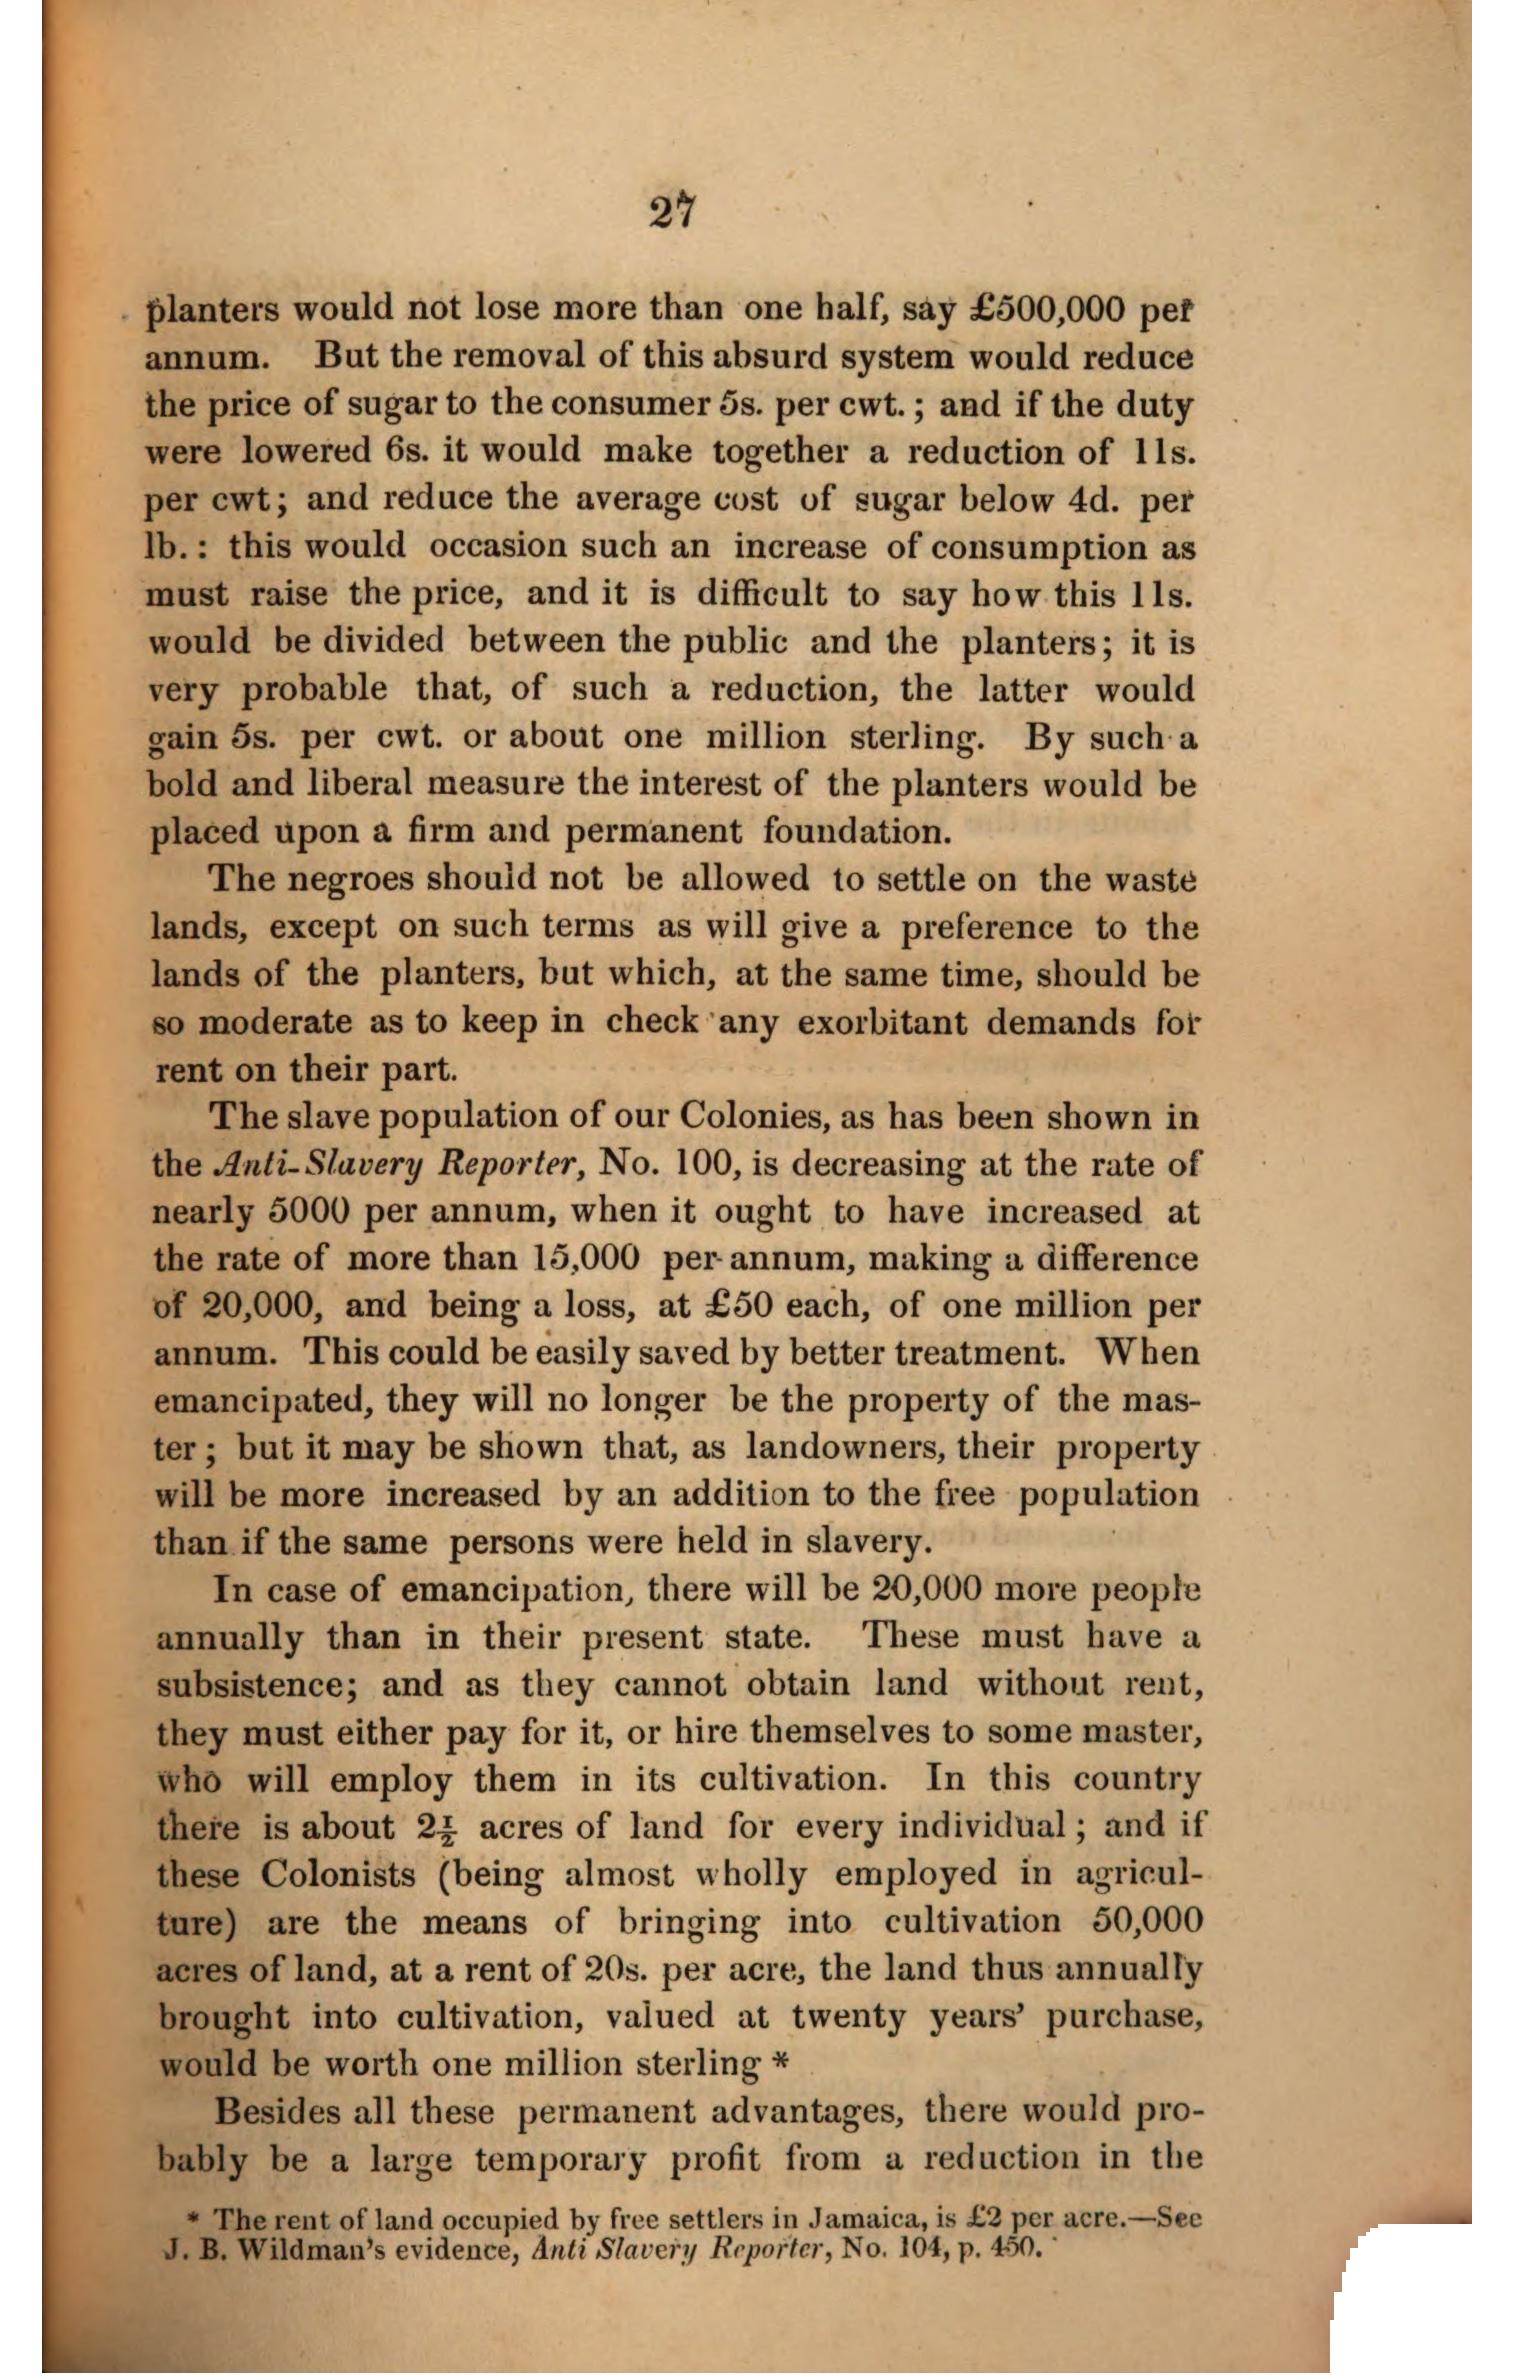 27
planters would not lose more than one half, say £500,000 per
annum. But the removal of this absurd system would reduce
the price of sugar to the consumer 5s. per cwt. ; and if the duty
were lowered 6s. it would make together a reduction of 11s.
per cwt; and reduce the average cost of sugar below 4d. per
lb. : this would occasion such an increase of consumption as
must raise the price, and it is difficult to say how this 11s.
would be divided between the public and the planters; it is
very probable that, of such a reduction, the latter would
gain 5s. per cwt. or about one million sterling. By such a
bold and liberal measure the interest of the planters would be
placed upon a firm and permanent foundation.
The negroes should not be allowed to settle on the waste
lands, except on such terms as will give a preference to the
lands of the planters, but which, at the same time, should be
so moderate as to keep in check any exorbitant demands for
rent on their part.
The slave population of our Colonies, as has been shown in
the Anti-Slavery Reporter, No. 100, is decreasing at the rate of
nearly 5000 per annum, when it ought to have increased at
the rate of more than 15,000 per annum, making a difference
of 20,000, and being a loss, at £50 each, of one million per
annum. This could be easily saved by better treatment. When
emancipated, they will no longer be the property of the mas-
ter ; but it may be shown that, as landowners, their property
will be more increased by an addition to the free population
than if the same persons were held in slavery.
In case of emancipation, there will be 20,000 more people
annually than in their present state. These must have a
subsistence; and as they cannot obtain land without rent,
they must either pay for it, or hire themselves to some master,
who will employ them in its cultivation. In this country
there is about 2½ acres of land for every individual ; and if
these Colonists (being almost wholly employed in agricul-
ture) are the means of bringing into cultivation 50,000
acres of land, at a rent of 20s. per acre, the land thus annually
brought into cultivation, valued at twenty years' purchase,
would be worth one million sterling *
Besides all these permanent advantages, there would pro-
bably be a large temporary profit from a reduction in the
* The rent of land occupied by free settlers in Jamaica, is £2 per acre.—See
J. B. Wildman's evidence, Anti Slavery Reporter, No. 104, p. 450.